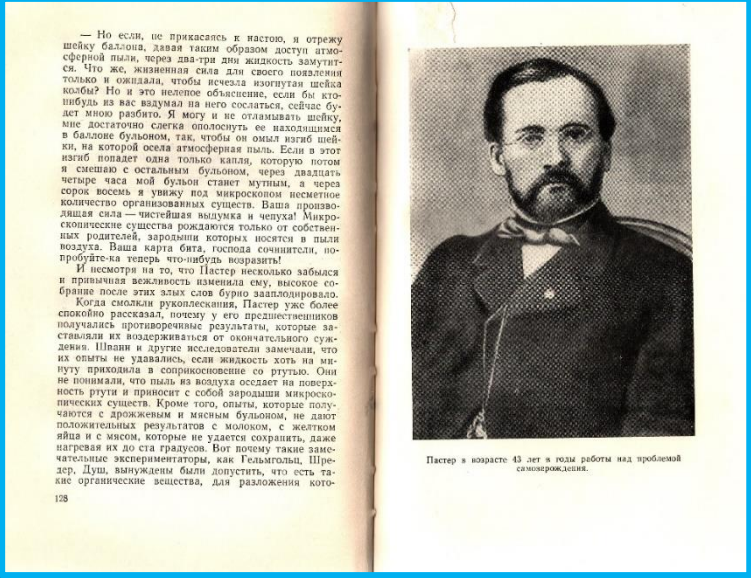 — Но если, не прикасаясь к настою, я отрежу
шейку баллона, давая таким образом доступ атмо-
сферной пыли, через два-три дня жидкость замутит-
ся. Что же, жизненная сила для своего появления
только и ожидала, чтобы исчезла изогнутая шейка
колбы? Но и это нелепое объяснение, если бы кто-
нибудь из вас вздумал на него сослаться, сейчас бу-
дет мною разбито. Я могу и не отламывать шейку,
мне достаточно слегка ополоснуть ее находящимся
в баллоне бульоном, так, чтобы он омыл изгиб шей-
ки, на которой осела атмосферная пыль. Если в этот
изгиб попадет одна только капля, которую потом
я смешаю с остальным бульоном, через двадцать
четыре часа мой бульон станет мутным, а через
сорок восемь я увижу под микроскопом несметное
количество организованных существ. Ваша произво-
дящая сила — чистейшая выдумка и чепуха! Микро-
скопические существа рождаются только от собствен-
ных родителей, зародыши которых носятся в пыли
воздуха. Ваша карта бита, господа сочинители, по-
пробуйте-ка теперь что-нибудь возразить!
И несмотря на то, что Пастер несколько забылся
и привычная вежливость изменила ему, высокое со-
брание после этих злых слов бурно зааплодировало.
Когда смолкли рукоплескания, Пастер уже более
спокойно рассказал, почему у его предшественников
получались противоречивые результаты, которые за-
ставляли их воздерживаться от окончательного суж-
дения. Шванн и другие исследователи замечали, что
их опыты не удавались, если жидкость хоть на ми-
нуту приходила в соприкосновение со ртутью. Они
не понимали, что пыль из воздуха оседает на поверх-
ность ртути и приносит с собой зародыши микроско-
пических существ. Кроме того, опыты, которые полу-
чаются с дрожжевым и мясным бульоном, не дают
положительных результатов с молоком, с желтком
яйца и с мясом, которые не удается сохранить, даже
нагревая их до ста градусов. Вот почему такие заме-
чательные экспериментаторы, как Гельмгольц, Шре-
дер, Душ, вынуждены были допустить, что есть та-
кие органические вещества, для разложения кото-
128
Пастер в возрасте 43 лет в годы работы над проблемой
самозарождения.